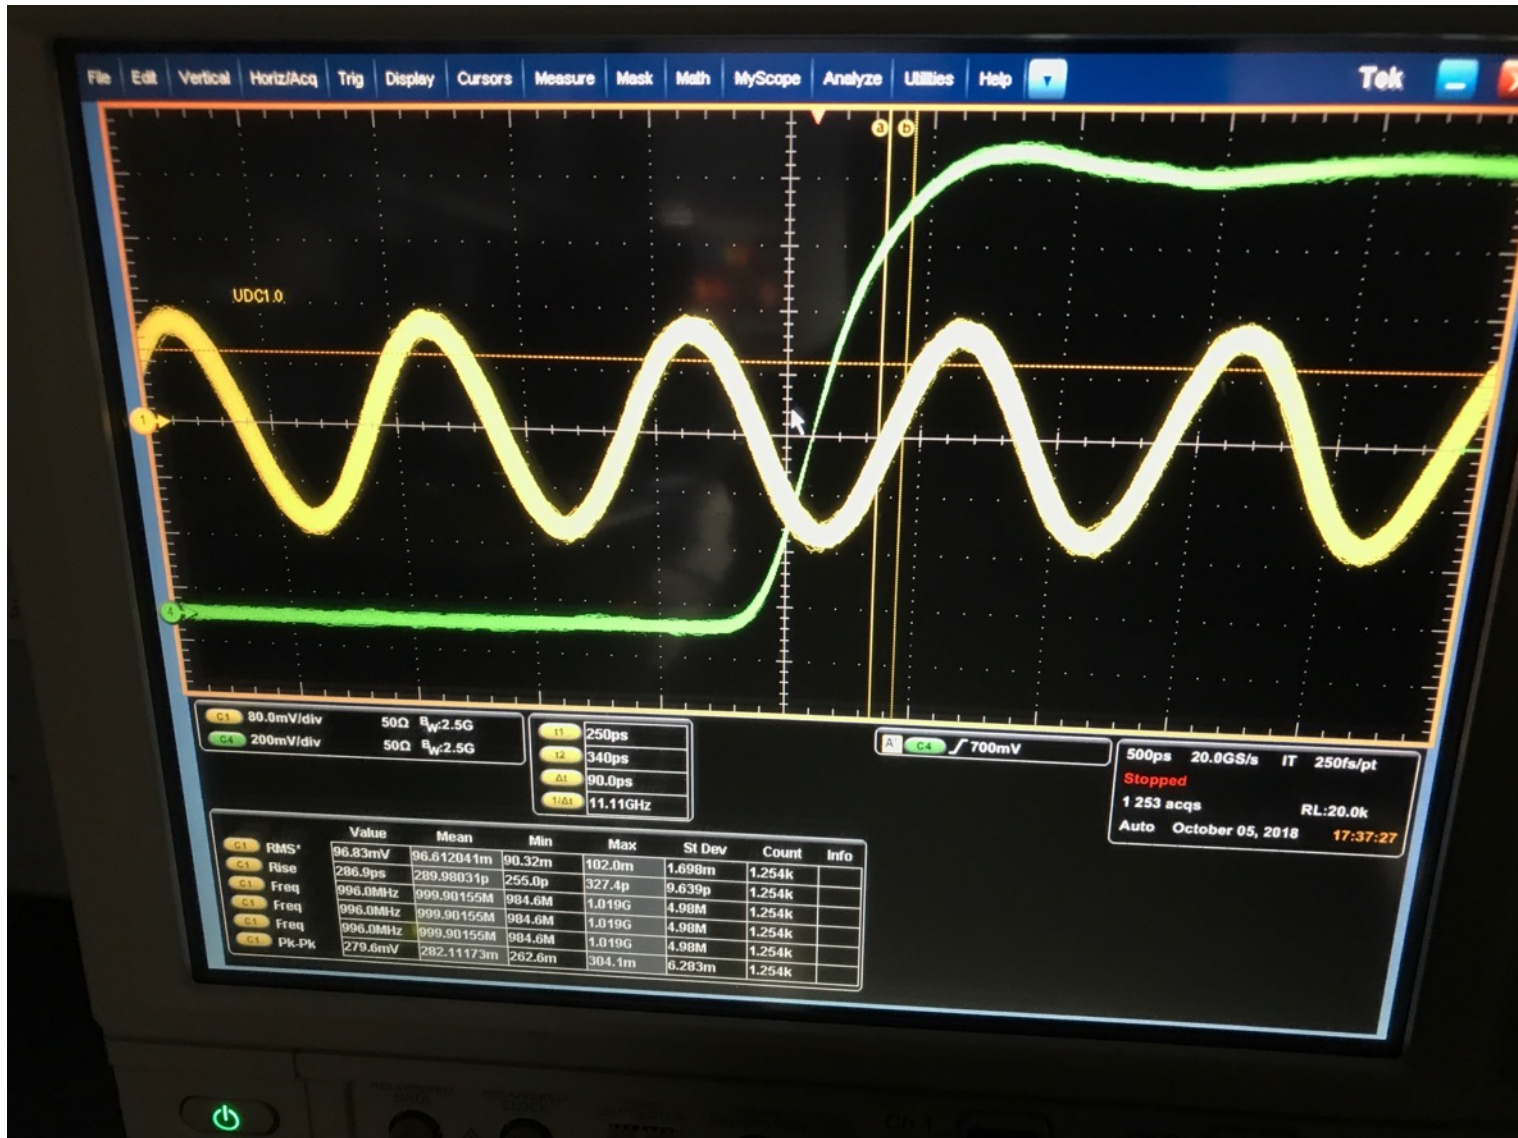 File Edit Vertical Horiz/Acq Trig Display Cursors Measure Mask Math MyScope Analyze Utilities Help Tek
a b
UDC1.0
1
4
C1 80.0mV/div 50Ω BW:2.5G
C4 200mV/div 50Ω BW:2.5G
t1 250ps
t2 340ps
Δt 90.0ps
1/Δt 11.11GHz
A' C4 700mV
500ps 20.0GS/s IT 250fs/pt
Stopped
1 253 acqs RL:20.0k
Auto October 05, 2018 17:37:27
Value Mean Min Max St Dev Count Info
C1 RMS* 96.83mV 96.612041m 90.32m 102.0m 1.698m 1.254k
C1 Rise 286.9ps 289.98031p 255.0p 327.4p 9.639p 1.254k
C1 Freq 996.0MHz 999.90155M 984.6M 1.019G 4.98M 1.254k
C1 Freq 996.0MHz 999.90155M 984.6M 1.019G 4.98M 1.254k
C1 Freq 996.0MHz 999.90155M 984.6M 1.019G 4.98M 1.254k
C1 Pk-Pk 279.6mV 282.11173m 262.6m 304.1m 6.283m 1.254k
DATA CLOCK Ch 1